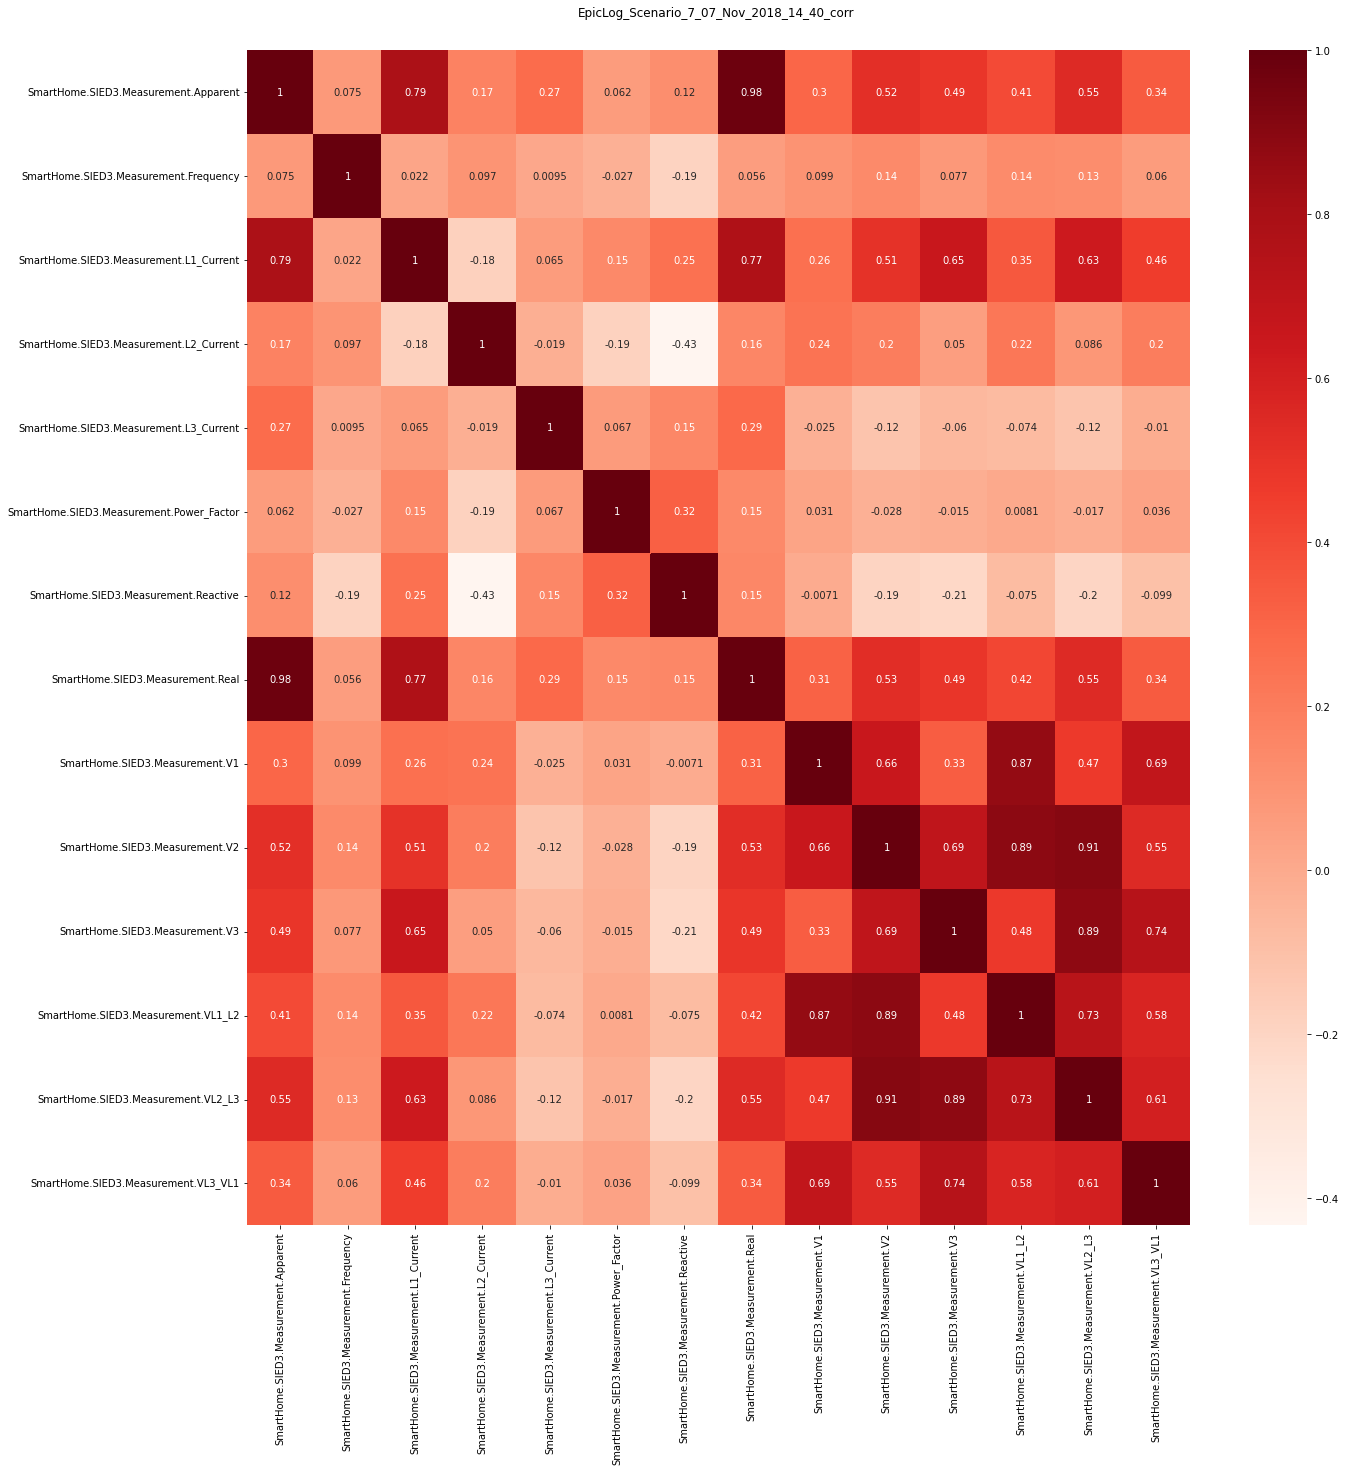 EpicLog_Scenario_7_07_Nov_2018_14_40_corr
SmartHome.SIED3.Measurement.Apparent 1 0.075 0.79 0.17 0.27 0.062 0.12 0.98 0.3 0.52 0.49 0.41 0.55 0.34
SmartHome.SIED3.Measurement.Frequency 0.075 1 0.022 0.097 0.0095 -0.027 -0.19 0.056 0.099 0.14 0.077 0.14 0.13 0.06
SmartHome.SIED3.Measurement.L1_Current 0.79 0.022 1 -0.18 0.065 0.15 0.25 0.77 0.26 0.51 0.65 0.35 0.63 0.46
SmartHome.SIED3.Measurement.L2_Current 0.17 0.097 -0.18 1 -0.019 -0.19 -0.43 0.16 0.24 0.2 0.05 0.22 0.086 0.2
SmartHome.SIED3.Measurement.L3_Current 0.27 0.0095 0.065 -0.019 1 0.067 0.15 0.29 -0.025 -0.12 -0.06 -0.074 -0.12 -0.01
SmartHome.SIED3.Measurement.Power_Factor 0.062 -0.027 0.15 -0.19 0.067 1 0.32 0.15 0.031 -0.028 -0.015 0.0081 -0.017 0.036
SmartHome.SIED3.Measurement.Reactive 0.12 -0.19 0.25 -0.43 0.15 0.32 1 0.15 -0.0071 -0.19 -0.21 -0.075 -0.2 -0.099
SmartHome.SIED3.Measurement.Real 0.98 0.056 0.77 0.16 0.29 0.15 0.15 1 0.31 0.53 0.49 0.42 0.55 0.34
SmartHome.SIED3.Measurement.V1 0.3 0.099 0.26 0.24 -0.025 0.031 -0.0071 0.31 1 0.66 0.33 0.87 0.47 0.69
SmartHome.SIED3.Measurement.V2 0.52 0.14 0.51 0.2 -0.12 -0.028 -0.19 0.53 0.66 1 0.69 0.89 0.91 0.55
SmartHome.SIED3.Measurement.V3 0.49 0.077 0.65 0.05 -0.06 -0.015 -0.21 0.49 0.33 0.69 1 0.48 0.89 0.74
SmartHome.SIED3.Measurement.VL1_L2 0.41 0.14 0.35 0.22 -0.074 0.0081 -0.075 0.42 0.87 0.89 0.48 1 0.73 0.58
SmartHome.SIED3.Measurement.VL2_L3 0.55 0.13 0.63 0.086 -0.12 -0.017 -0.2 0.55 0.47 0.91 0.89 0.73 1 0.61
SmartHome.SIED3.Measurement.VL3_VL1 0.34 0.06 0.46 0.2 -0.01 0.036 -0.099 0.34 0.69 0.55 0.74 0.58 0.61 1
SmartHome.SIED3.Measurement.Apparent
SmartHome.SIED3.Measurement.Frequency
SmartHome.SIED3.Measurement.L1_Current
SmartHome.SIED3.Measurement.L2_Current
SmartHome.SIED3.Measurement.L3_Current
SmartHome.SIED3.Measurement.Power_Factor
SmartHome.SIED3.Measurement.Reactive
SmartHome.SIED3.Measurement.Real
SmartHome.SIED3.Measurement.V1
SmartHome.SIED3.Measurement.V2
SmartHome.SIED3.Measurement.V3
SmartHome.SIED3.Measurement.VL1_L2
SmartHome.SIED3.Measurement.VL2_L3
SmartHome.SIED3.Measurement.VL3_VL1
1.0
0.8
0.6
0.4
0.2
0.0
−0.2
−0.4